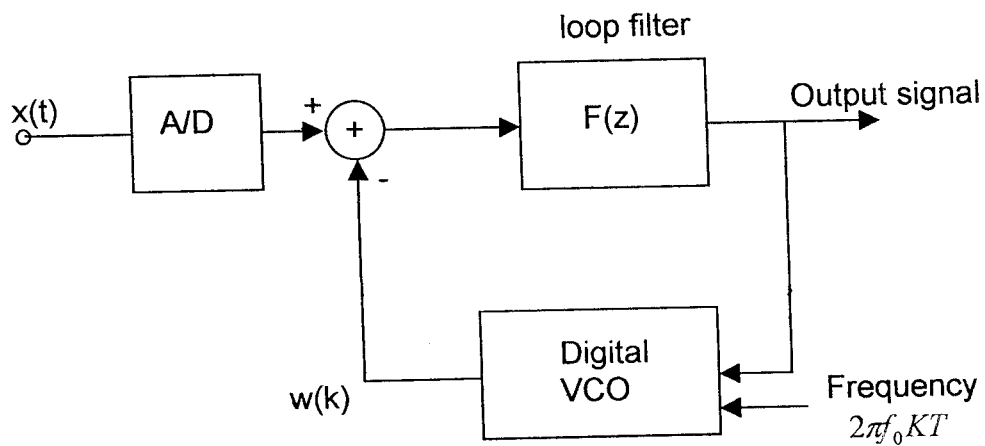 loop filter
x(t)
A/D
+
+
-
F(z)
Output signal
w(k)
Digital
VCO
Frequency
2πf₀KT